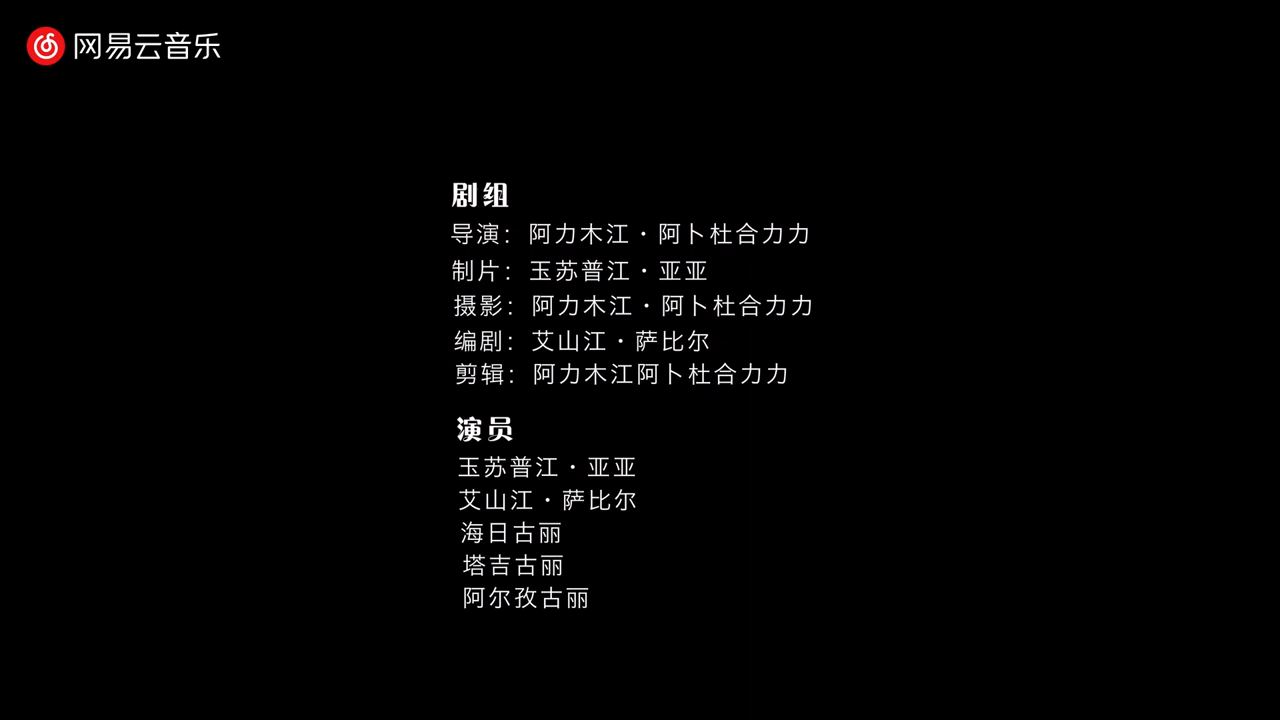 网易云音乐
剧组
导演：阿力木江·阿卜杜合力力
制片：玉苏普江·亚亚
摄影：阿力木江·阿卜杜合力力
编剧：艾山江·萨比尔
剪辑：阿力木江阿卜杜合力力
演员
玉苏普江·亚亚
艾山江·萨比尔
海日古丽
塔吉古丽
阿尔孜古丽